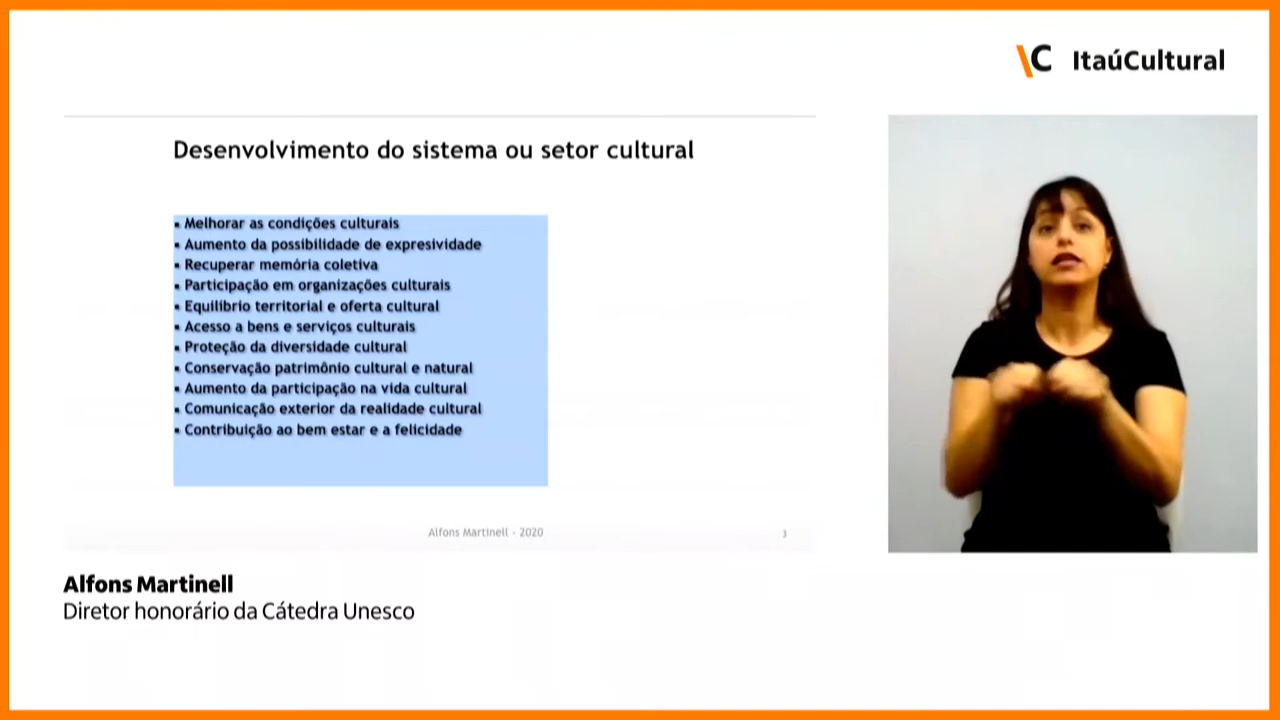 \C ItaúCultural
Desenvolvimento do sistema ou setor cultural
▪ Melhorar as condições culturais
▪ Aumento da possibilidade de expresividade
▪ Recuperar memória coletiva
▪ Participação em organizações culturais
▪ Equilíbrio territorial e oferta cultural
▪ Acesso a bens e serviços culturais
▪ Proteção da diversidade cultural
▪ Conservação patrimônio cultural e natural
▪ Aumento da participação na vida cultural
▪ Comunicação exterior da realidade cultural
▪ Contribuição ao bem estar e a felicidade
Alfons Martinell - 2020
3
Alfons Martinell
Diretor honorário da Cátedra Unesco